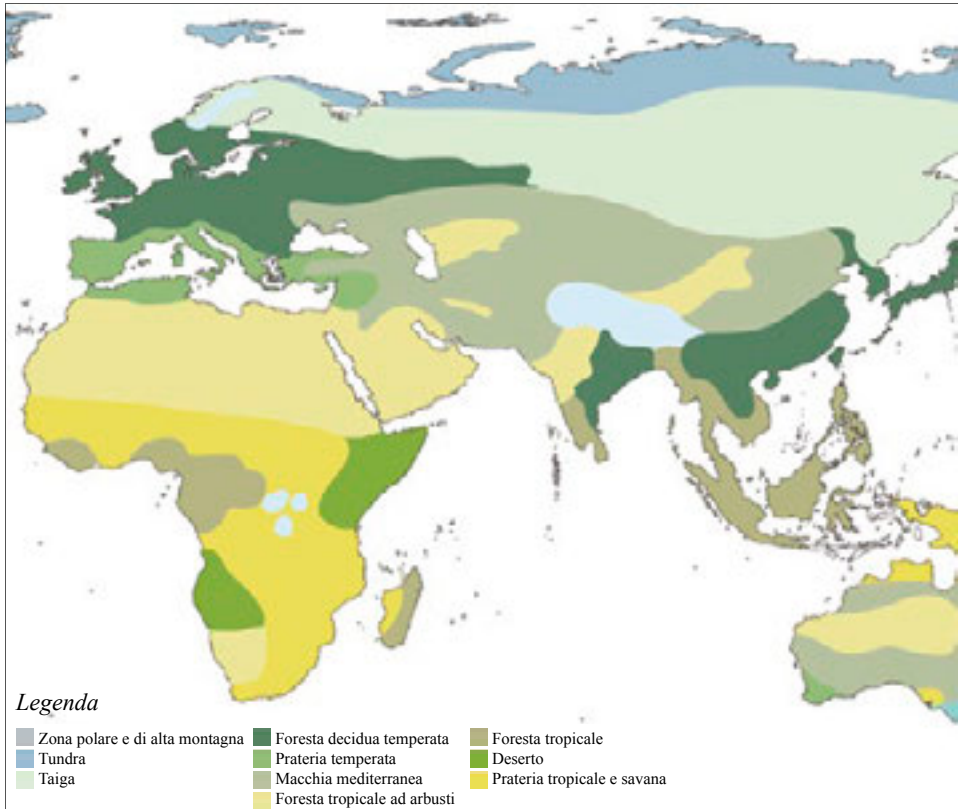 Legenda
Zona polare e di alta montagna
Tundra
Taiga
Foresta decidua temperata
Prateria temperata
Macchia mediterranea
Foresta tropicale ad arbusti
Foresta tropicale
Deserto
Prateria tropicale e savana